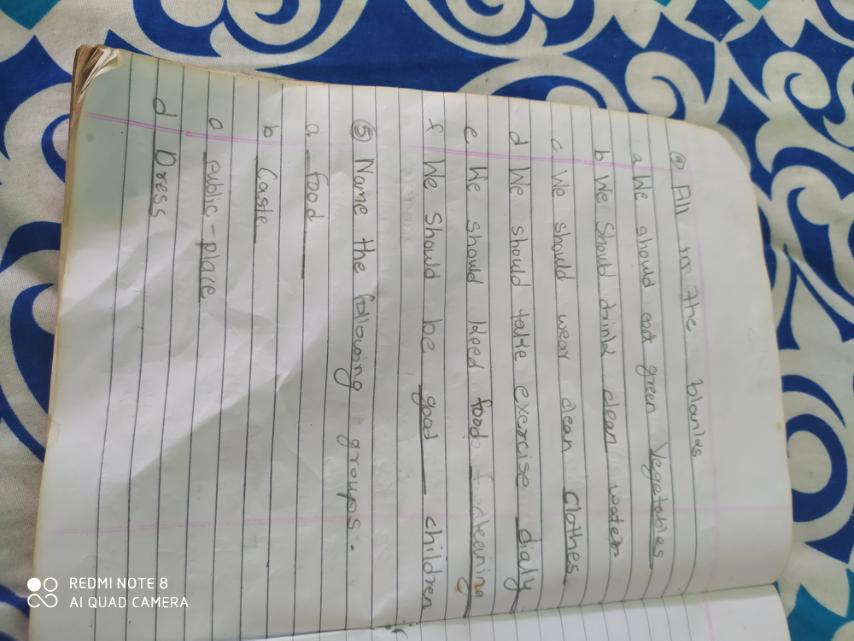 ④ Fill in the blanks
a We should eat green Vegetables
b We Should drink clean water
c We should wear clean clothes
d We should take exercise dialy
e We should need food cleaning
f We should be good children
⑤ Name the following groups.
a food
b Casle
c Public-place
d Dress
REDMI NOTE 8
AI QUAD CAMERA